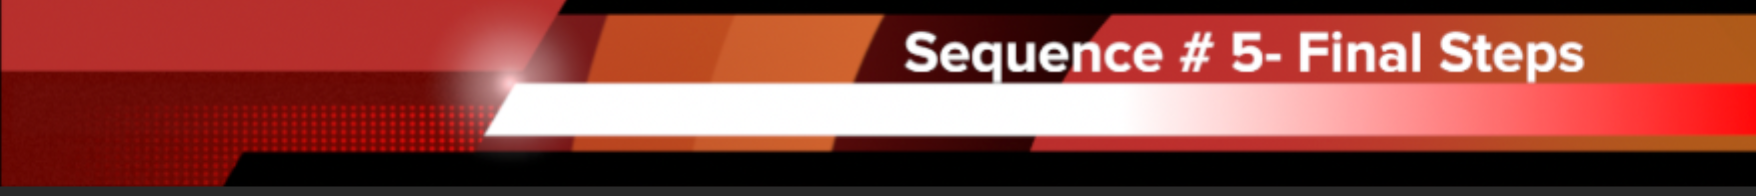 Sequence # 5- Final Steps